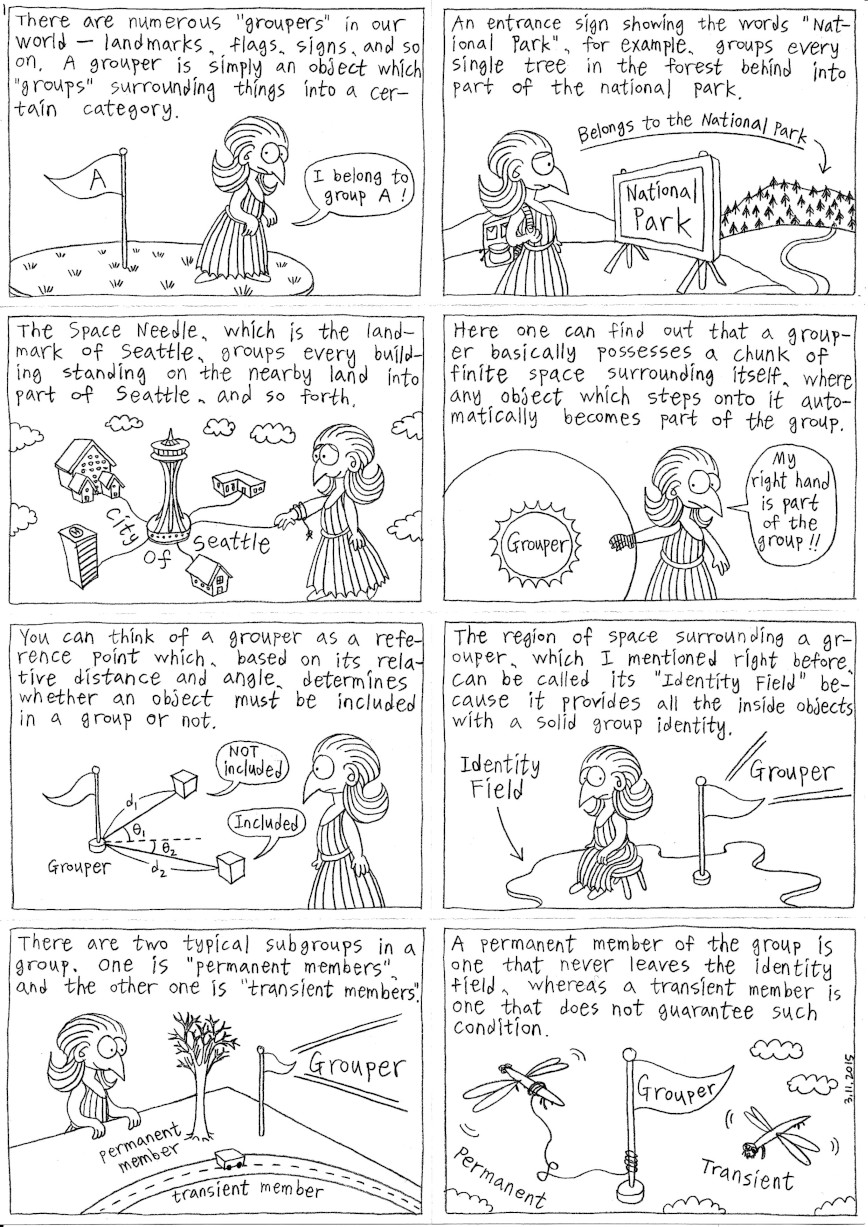 1
There are numerous "groupers" in our
world — landmarks, flags, signs, and so
on. A grouper is simply an object which
"groups" surrounding things into a cer-
tain category.
A
I belong to
group A !
An entrance sign showing the words "Nat-
ional Park", for example, groups every
single tree in the forest behind into
part of the national park.
Belongs to the National Park
National
Park
The Space Needle, which is the land-
mark of Seattle, groups every build-
ing standing on the nearby land into
part of Seattle, and so forth.
City
of
Seattle
Here one can find out that a group-
er basically possesses a chunk of
finite space surrounding itself, where
any object which steps onto it auto-
matically becomes part of the group.
Grouper
My
right hand
is part
of the
group !!
You can think of a grouper as a refe-
rence point which, based on its rela-
tive distance and angle, determines
whether an object must be included
in a group or not.
NOT
included
d1
θ1
Included
θ2
d2
Grouper
The region of space surrounding a gr-
ouper, which I mentioned right before,
can be called its "Identity Field" be-
cause it provides all the inside objects
with a solid group identity.
Identity
Field
Grouper
There are two typical subgroups in a
group. One is "permanent members",
and the other one is "transient members".
Grouper
permanent
member
transient member
A permanent member of the group is
one that never leaves the identity
field, whereas a transient member is
one that does not guarantee such
condition.
Grouper
Permanent
Transient
3.11.2015